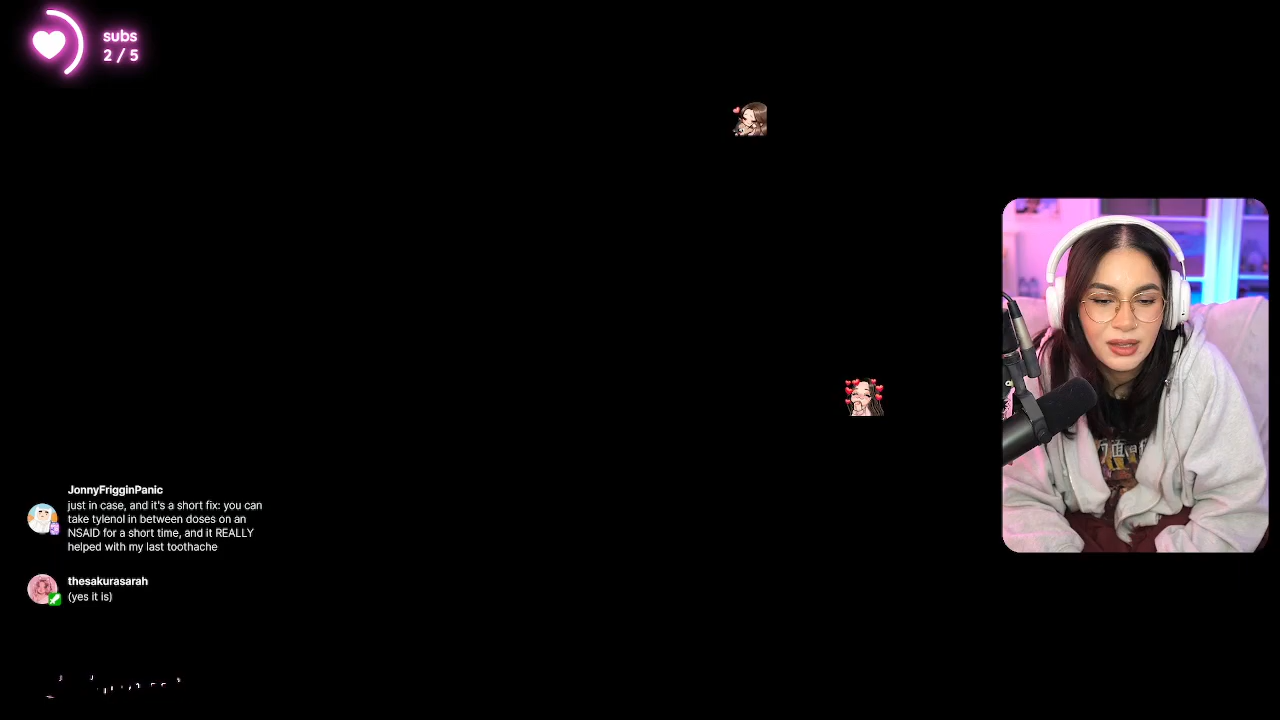 subs
2 / 5
JonnyFrigginPanic
just in case, and it's a short fix: you can
take tylenol in between doses on an
NSAID for a short time, and it REALLY
helped with my last toothache
thesakurasarah
(yes it is)